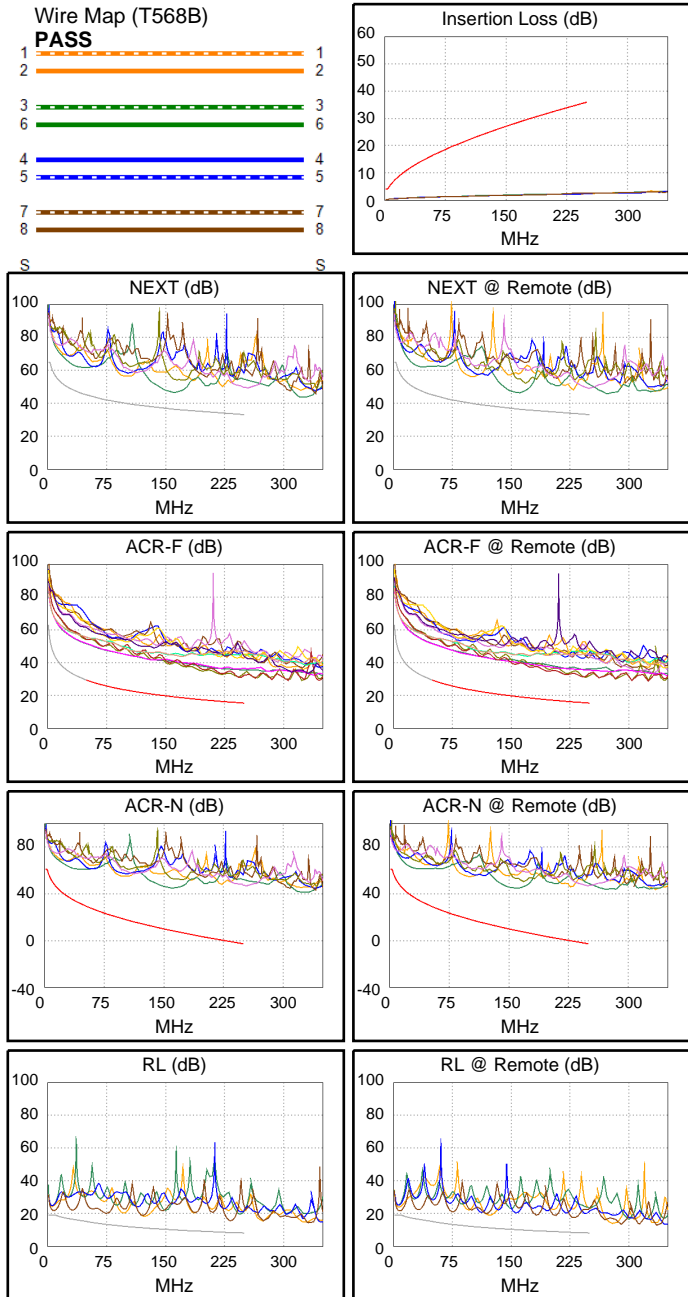 Wire Map (T568B)
PASS
1 1
2 2
3 3
6 6
4 4
5 5
7 7
8 8
S S
Insertion Loss (dB)
60
50
40
30
20
10
0
0 75 150 225 300
MHz
NEXT (dB)
100
80
60
40
20
0
0 75 150 225 300
MHz
NEXT @ Remote (dB)
100
80
60
40
20
0
0 75 150 225 300
MHz
ACR-F (dB)
100
80
60
40
20
0
0 75 150 225 300
MHz
ACR-F @ Remote (dB)
100
80
60
40
20
0
0 75 150 225 300
MHz
ACR-N (dB)
80
40
0
-40
0 75 150 225 300
MHz
ACR-N @ Remote (dB)
80
40
0
-40
0 75 150 225 300
MHz
RL (dB)
100
80
60
40
20
0
0 75 150 225 300
MHz
RL @ Remote (dB)
100
80
60
40
20
0
0 75 150 225 300
MHz